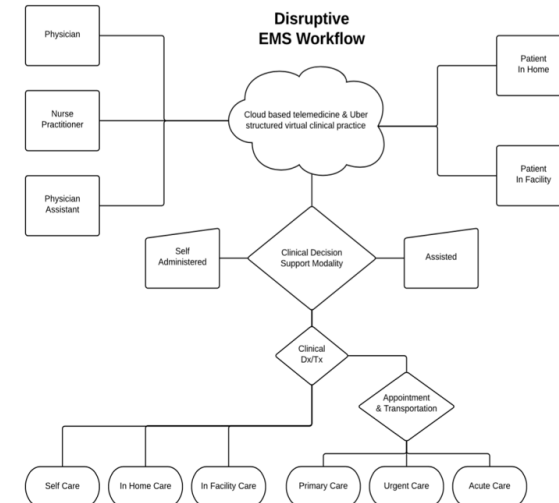 Disruptive
EMS Workflow
Physician
Nurse
Practitioner
Physician
Assistant
Cloud based telemedicine & Uber
structured virtual clinical practice
Patient
In Home
Patient
In Facility
Self
Administered
Clinical Decision
Support Modality
Assisted
Clinical
Dx/Tx
Appointment
& Transportation
Self Care
In Home Care
In Facility Care
Primary Care
Urgent Care
Acute Care